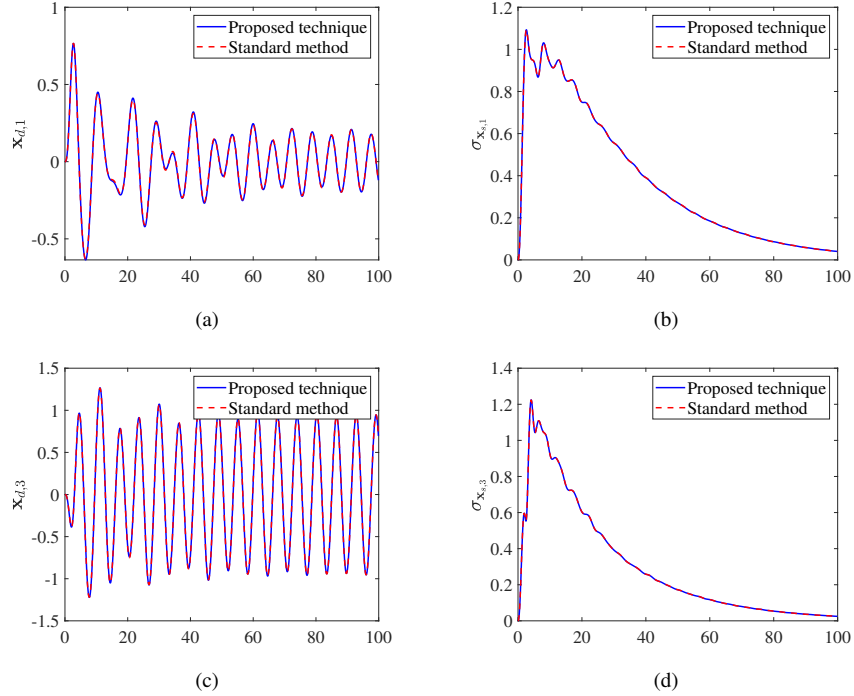 1
0.5
0
-0.5
x_{d,1}
Proposed technique
Standard method
0 20 40 60 80 100
(a)
1.2
1
0.8
0.6
0.4
0.2
0
σ_{x_{s,1}}
Proposed technique
Standard method
0 20 40 60 80 100
(b)
1.5
1
0.5
0
-0.5
-1
-1.5
x_{d,3}
Proposed technique
Standard method
0 20 40 60 80 100
(c)
1.4
1.2
1
0.8
0.6
0.4
0.2
0
σ_{x_{s,3}}
Proposed technique
Standard method
0 20 40 60 80 100
(d)